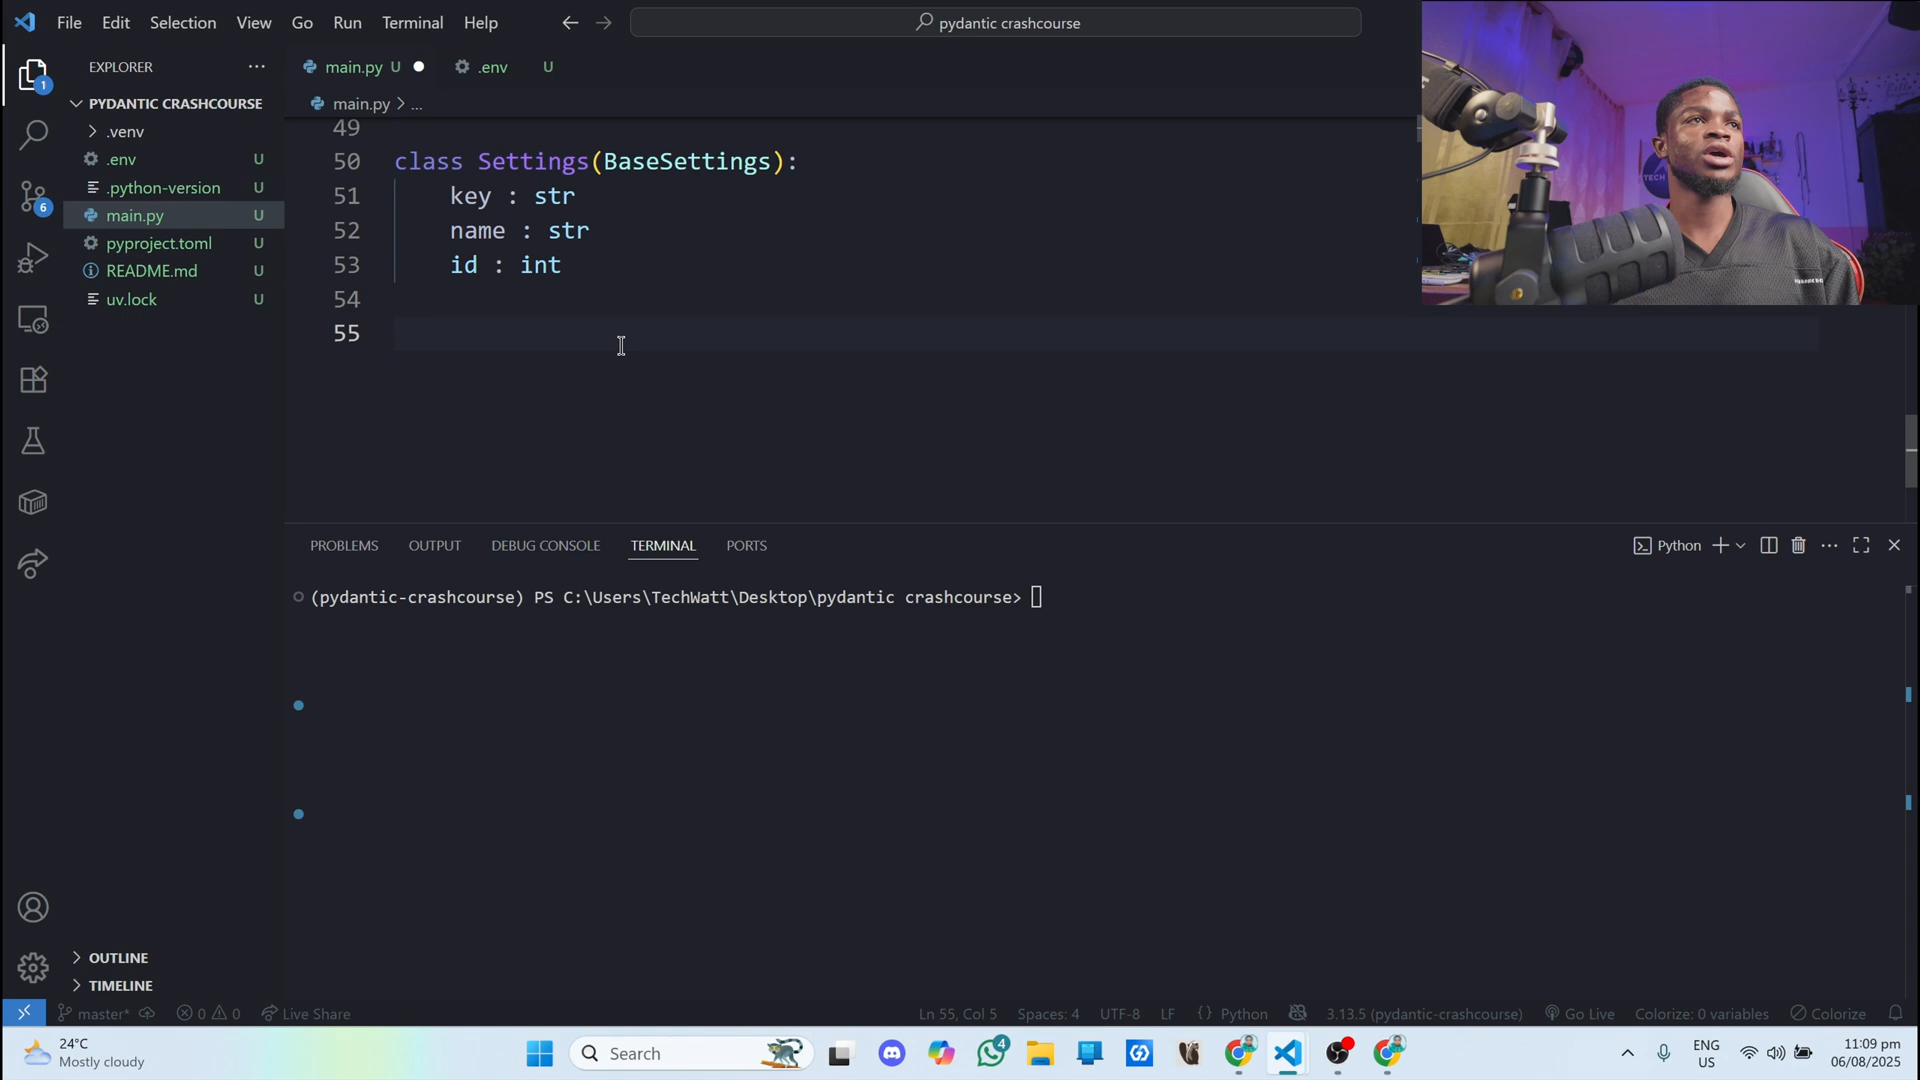 File Edit Selection View Go Run Terminal Help
pydantic crashcourse
EXPLORER
main.py U
.env U
PYDANTIC CRASHCOURSE
main.py > ...
.venv
.env U
.python-version U
main.py U
pyproject.toml U
README.md U
uv.lock U
1
6
49
50 class Settings(BaseSettings):
51 key : str
52 name : str
53 id : int
54
55
TECH
PROBLEMS OUTPUT DEBUG CONSOLE TERMINAL PORTS
Python
(pydantic-crashcourse) PS C:\Users\TechWatt\Desktop\pydantic crashcourse>
OUTLINE
TIMELINE
master* 0 0 Live Share Ln 55, Col 5 Spaces: 4 UTF-8 LF {} Python 3.13.5 (pydantic-crashcourse) Go Live Colorize: 0 variables Colorize
24°C
Mostly cloudy
Search
4
ENG
US
11:09 pm
06/08/2025